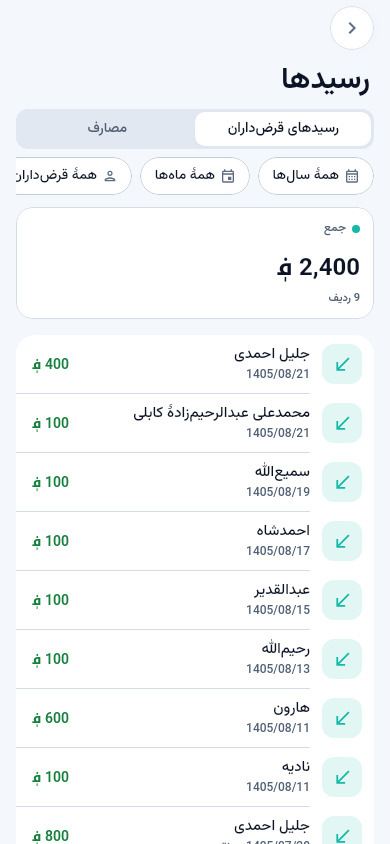 رسیدها
رسیدهای قرض‌داران
مصارف
همهٔ سال‌ها
همهٔ ماه‌ها
همهٔ قرض‌داران
جمع
2,400 ؋
9 ردیف
جلیل احمدی
1405/08/21
400 ؋
محمدعلی عبدالرحیم‌زادهٔ کابلی
1405/08/21
100 ؋
سمیع‌الله
1405/08/19
100 ؋
احمدشاه
1405/08/17
100 ؋
عبدالقدیر
1405/08/15
100 ؋
رحیم‌الله
1405/08/13
100 ؋
هارون
1405/08/11
600 ؋
نادیه
1405/08/11
100 ؋
جلیل احمدی
800 ؋